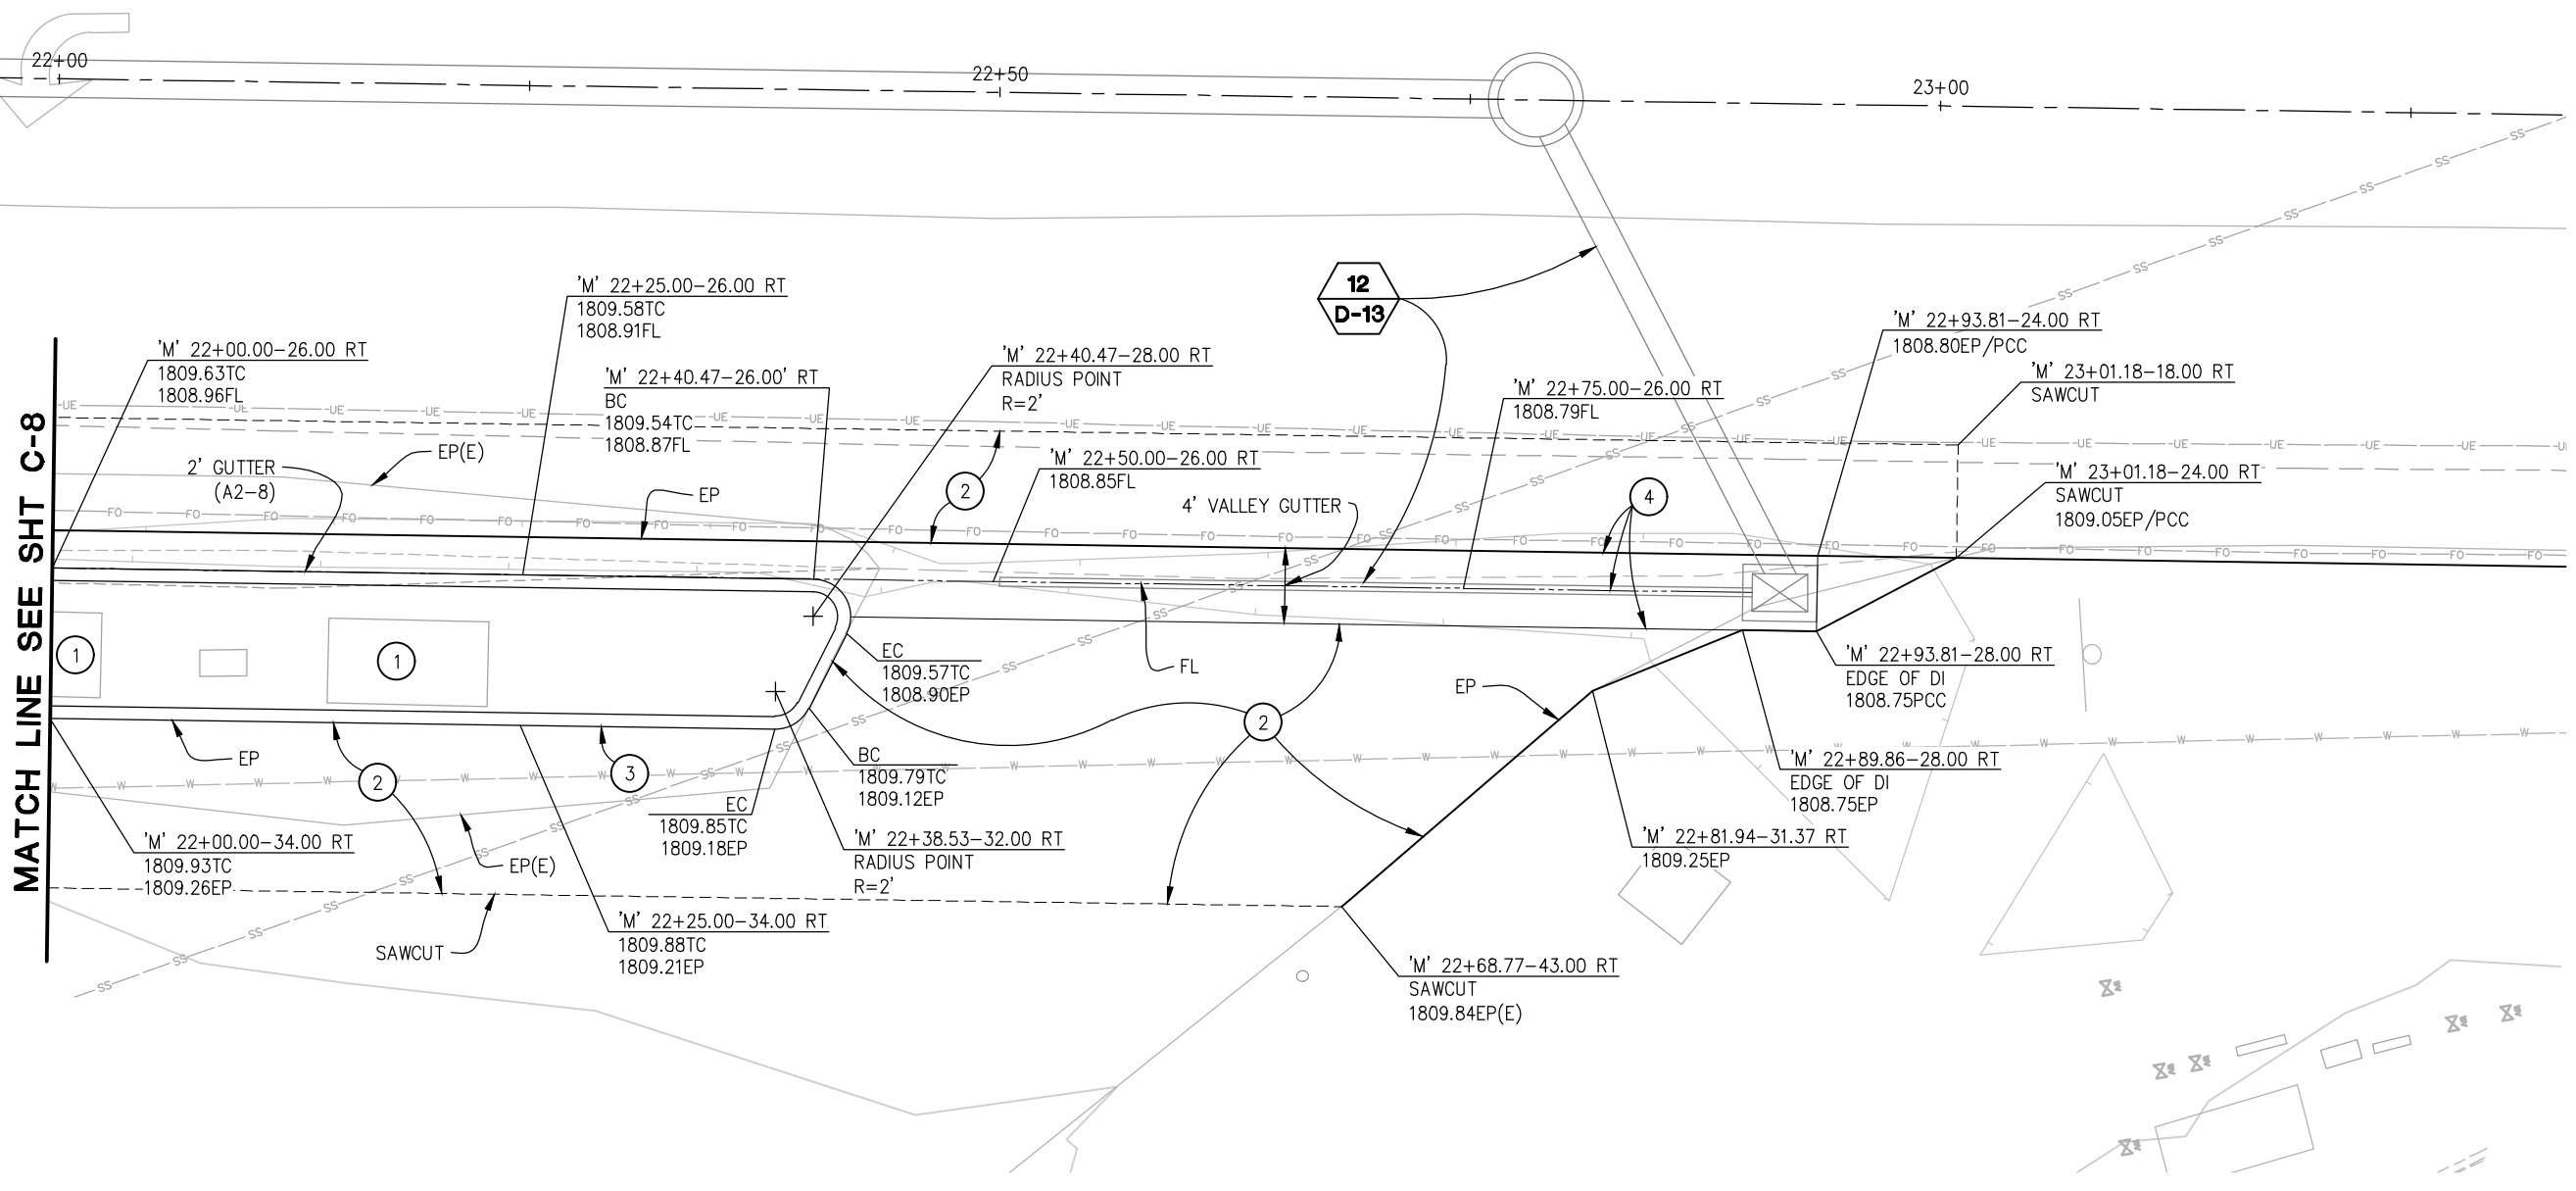 22+00
22+50
23+00
12
D-13
'M' 22+25.00-26.00 RT
1809.58TC
1808.91FL
'M' 22+00.00-26.00 RT
1809.63TC
1808.96FL
'M' 22+40.47-26.00' RT
BC
1809.54TC
1808.87FL
'M' 22+40.47-28.00 RT
RADIUS POINT
R=2'
'M' 22+93.81-24.00 RT
1808.80EP/PCC
'M' 23+01.18-18.00 RT
SAWCUT
'M' 22+75.00-26.00 RT
1808.79FL
'M' 22+50.00-26.00 RT
1808.85FL
'M' 23+01.18-24.00 RT
SAWCUT
1809.05EP/PCC
EP(E)
2' GUTTER
(A2-8)
EP
2
4' VALLEY GUTTER
4
MATCH LINE SEE SHT C-8
1
1
EC
1809.57TC
1808.90EP
FL
EP
2
'M' 22+93.81-28.00 RT
EDGE OF DI
1808.75PCC
EP
2
3
BC
1809.79TC
1809.12EP
'M' 22+89.86-28.00 RT
EDGE OF DI
1808.75EP
EC
1809.85TC
1809.18EP
'M' 22+00.00-34.00 RT
1809.93TC
1809.26EP
EP(E)
'M' 22+38.53-32.00 RT
RADIUS POINT
R=2'
'M' 22+81.94-31.37 RT
1809.25EP
'M' 22+25.00-34.00 RT
1809.88TC
1809.21EP
SAWCUT
'M' 22+68.77-43.00 RT
SAWCUT
1809.84EP(E)
UE
FO
SS
W